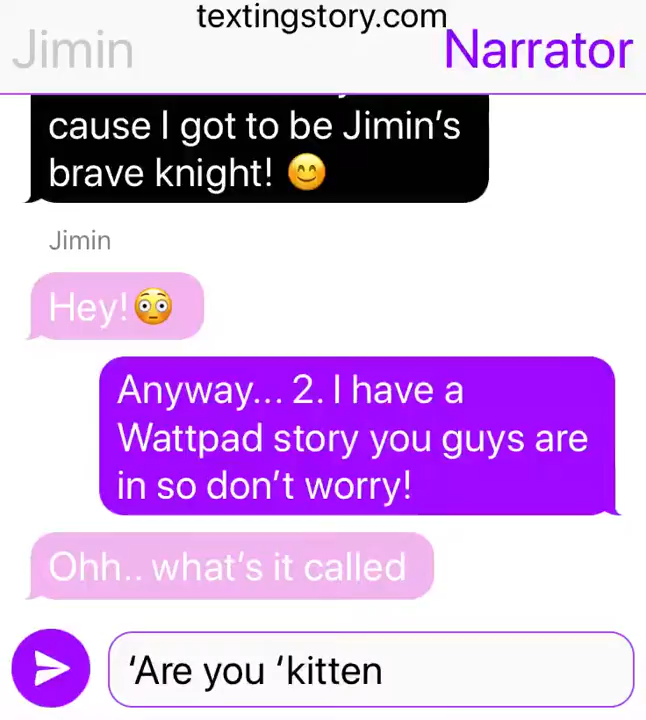 textingstory.com
Jimin
Narrator
cause I got to be Jimin’s
brave knight! 😊
Jimin
Hey!😳
Anyway... 2. I have a
Wattpad story you guys are
in so don’t worry!
Ohh.. what’s it called
‘Are you ‘kitten